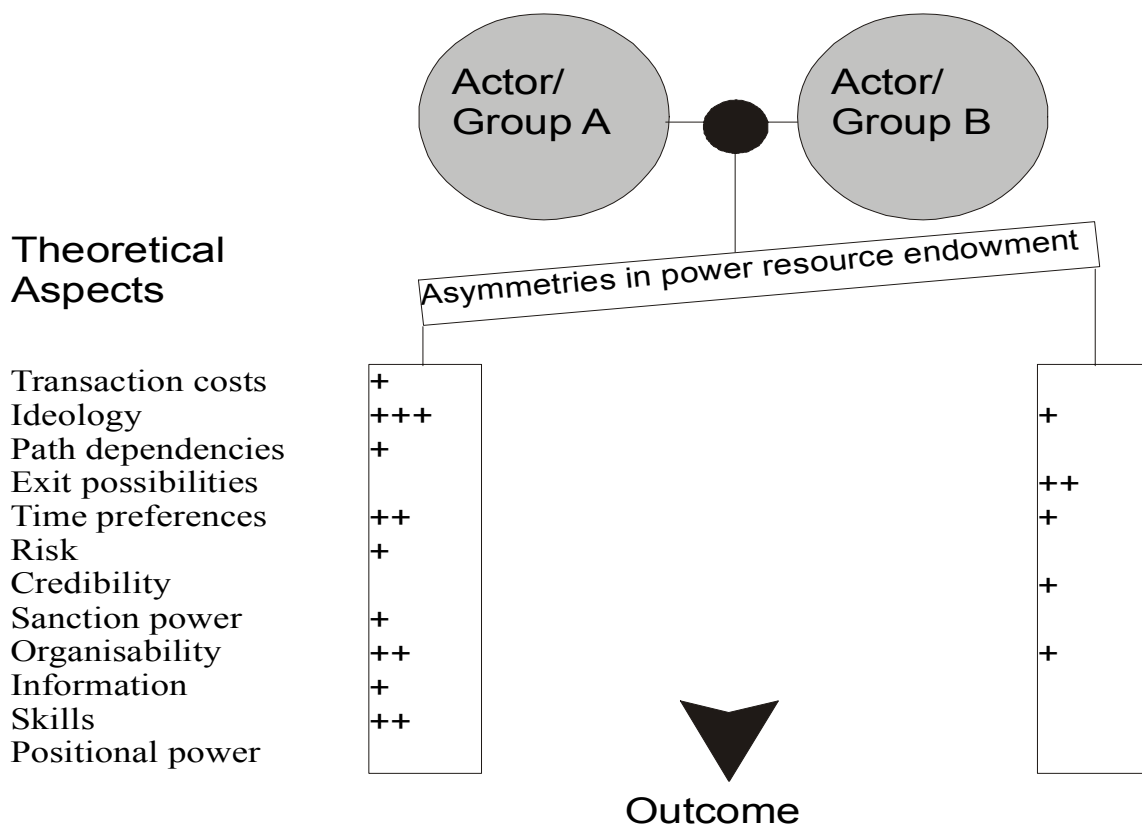 Actor/
Group A
Actor/
Group B
Theoretical
Aspects
Asymmetries in power resource endowment
Transaction costs +
Ideology +++ +
Path dependencies +
Exit possibilities ++
Time preferences ++ +
Risk +
Credibility +
Sanction power +
Organisability ++ +
Information +
Skills ++
Positional power
Outcome